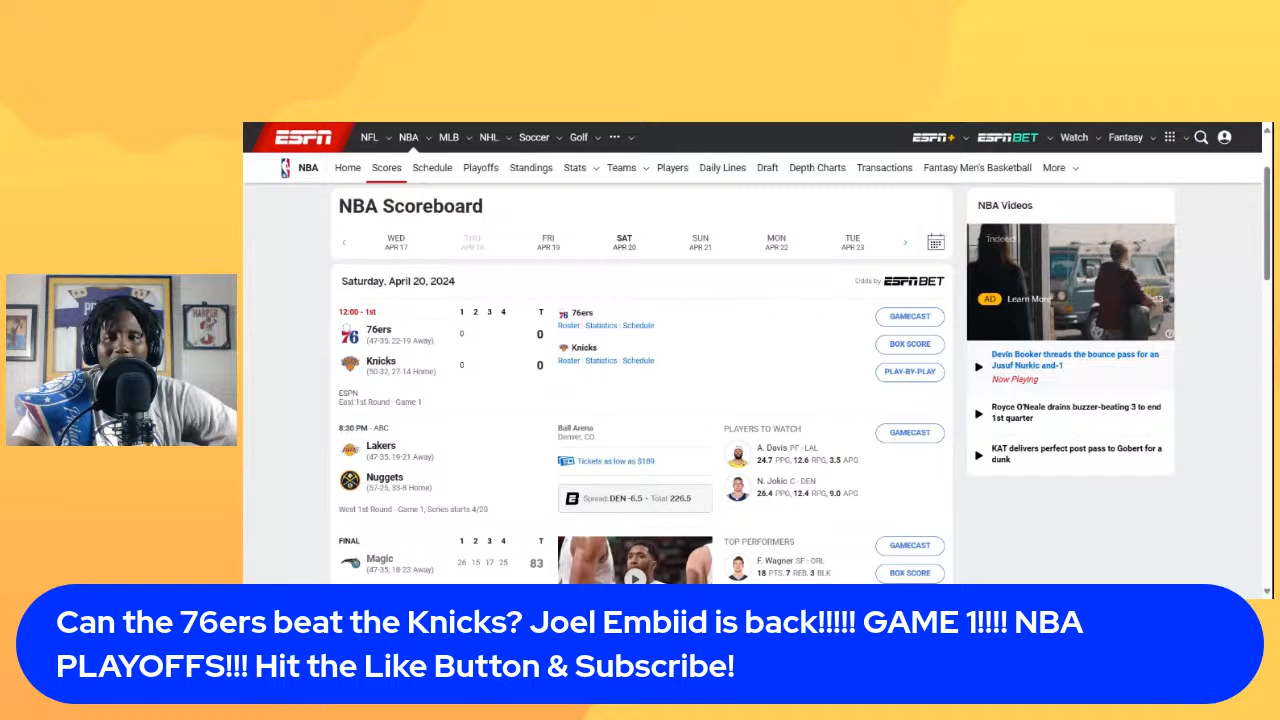 ESPN NFL NBA MLB NHL Soccer Golf ••• ESPN+ ESPN BET Watch Fantasy
NBA Home Scores Schedule Playoffs Standings Stats Teams Players Daily Lines Draft Depth Charts Transactions Fantasy Men's Basketball More
NBA Scoreboard
WED THU FRI SAT SUN MON TUE
APR 17 APR 18 APR 19 APR 20 APR 21 APR 22 APR 23
Saturday, April 20, 2024
Odds by ESPN BET
12:00 - 1st 1 2 3 4 T
76ers 0 0
(47-35, 22-19 Away)
Knicks 0 0
(50-32, 27-14 Home)
ESPN
East 1st Round - Game 1
76ers
Roster Statistics Schedule
Knicks
Roster Statistics Schedule
GAMECAST
BOX SCORE
PLAY-BY-PLAY
8:30 PM - ABC
Lakers
(47-35, 19-21 Away)
Nuggets
(57-25, 33-8 Home)
West 1st Round - Game 1, Series starts 4/20
Ball Arena
Denver, CO
Tickets as low as $189
Spread: DEN -6.5 • Total: 226.5
PLAYERS TO WATCH
A. Davis PF - LAL
24.7 PPG, 12.6 RPG, 3.5 APG
N. Jokic C - DEN
26.4 PPG, 12.4 RPG, 9.0 APG
GAMECAST
FINAL 1 2 3 4 T
Magic 26 15 17 25 83
(47-35, 18-23 Away)
TOP PERFORMERS
F. Wagner SF - ORL
18 PTS, 7 REB, 3 BLK
GAMECAST
BOX SCORE
NBA Videos
Indeed
AD Learn More
:13
Devin Booker threads the bounce pass for an
Jusuf Nurkic and-1
Now Playing
Royce O'Neale drains buzzer-beating 3 to end
1st quarter
KAT delivers perfect post pass to Gobert for a
dunk
HARPER
3
Can the 76ers beat the Knicks? Joel Embiid is back!!!!! GAME 1!!!! NBA
PLAYOFFS!!! Hit the Like Button & Subscribe!